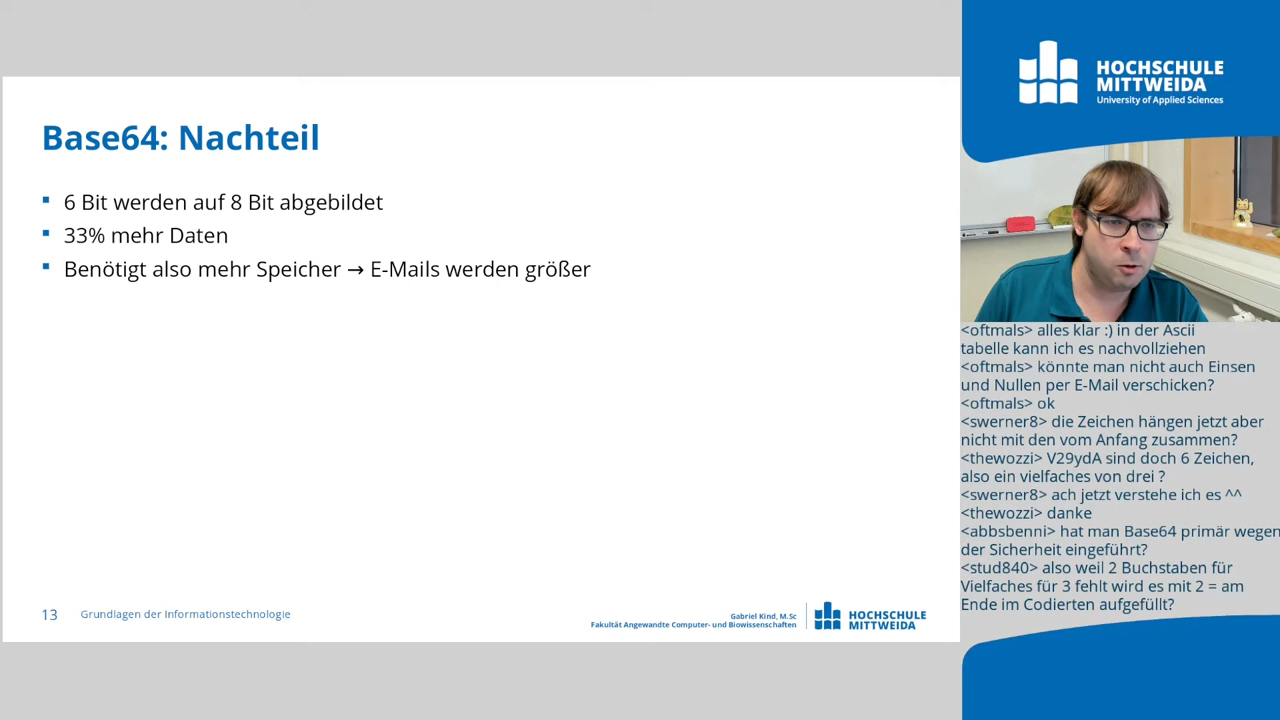 Base64: Nachteil
6 Bit werden auf 8 Bit abgebildet
33% mehr Daten
Benötigt also mehr Speicher → E-Mails werden größer
13 Grundlagen der Informationstechnologie
Gabriel Kind, M.Sc
Fakultät Angewandte Computer- und Biowissenschaften
HOCHSCHULE
MITTWEIDA
HOCHSCHULE
MITTWEIDA
University of Applied Sciences
<oftmals> alles klar :) in der Ascii
tabelle kann ich es nachvollziehen
<oftmals> könnte man nicht auch Einsen
und Nullen per E-Mail verschicken?
<oftmals> ok
<swerner8> die Zeichen hängen jetzt aber
nicht mit den vom Anfang zusammen?
<thewozzi> V29ydA sind doch 6 Zeichen,
also ein vielfaches von drei ?
<swerner8> ach jetzt verstehe ich es ^^
<thewozzi> danke
<abbsbenni> hat man Base64 primär wegen
der Sicherheit eingeführt?
<stud840> also weil 2 Buchstaben für
Vielfaches für 3 fehlt wird es mit 2 = am
Ende im Codierten aufgefüllt?